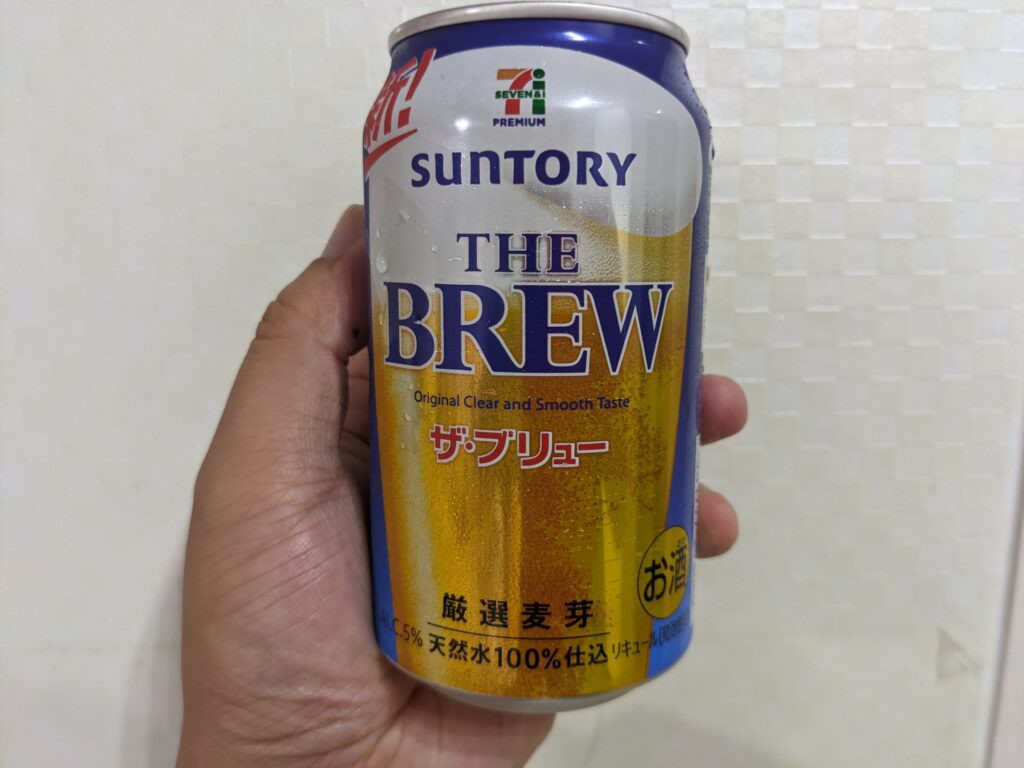 新!
7i
SEVEN&i
PREMIUM
SUNTORY
THE
BREW
Original Clear and Smooth Taste
ザ・ブリュー
お酒
厳選麦芽
ALC.5%
天然水100%仕込
リキュール(発泡性)